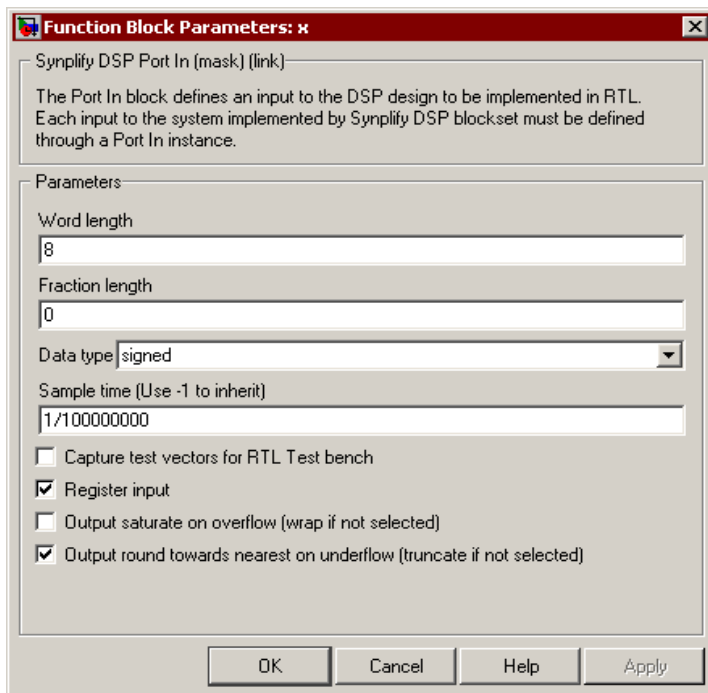 Function Block Parameters: x
Synplify DSP Port In (mask) (link)
The Port In block defines an input to the DSP design to be implemented in RTL.
Each input to the system implemented by Synplify DSP blockset must be defined
through a Port In instance.
Parameters
Word length
8
Fraction length
0
Data type signed
Sample time (Use -1 to inherit)
1/100000000
Capture test vectors for RTL Test bench
Register input
Output saturate on overflow (wrap if not selected)
Output round towards nearest on underflow (truncate if not selected)
OK Cancel Help Apply